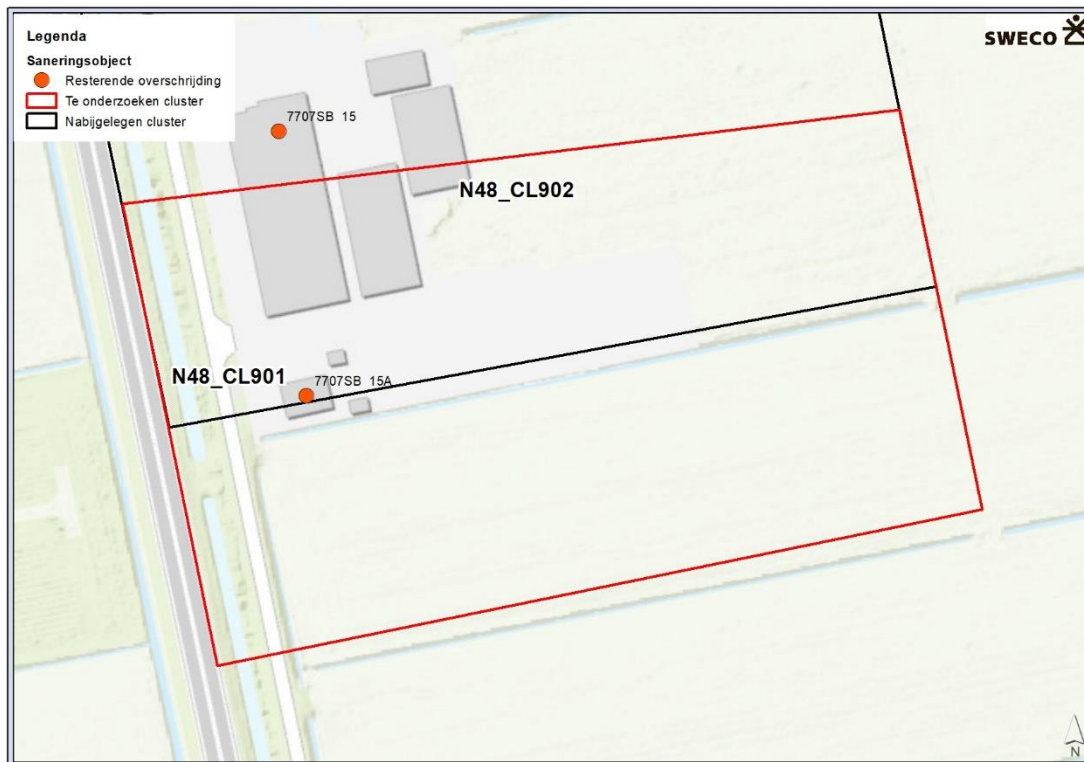 Legenda
Saneringsobject
Resterende overschrijding
Te onderzoeken cluster
Nabijgelegen cluster
SWECO
7707SB 15
N48_CL902
N48_CL901
7707SB 15A
N